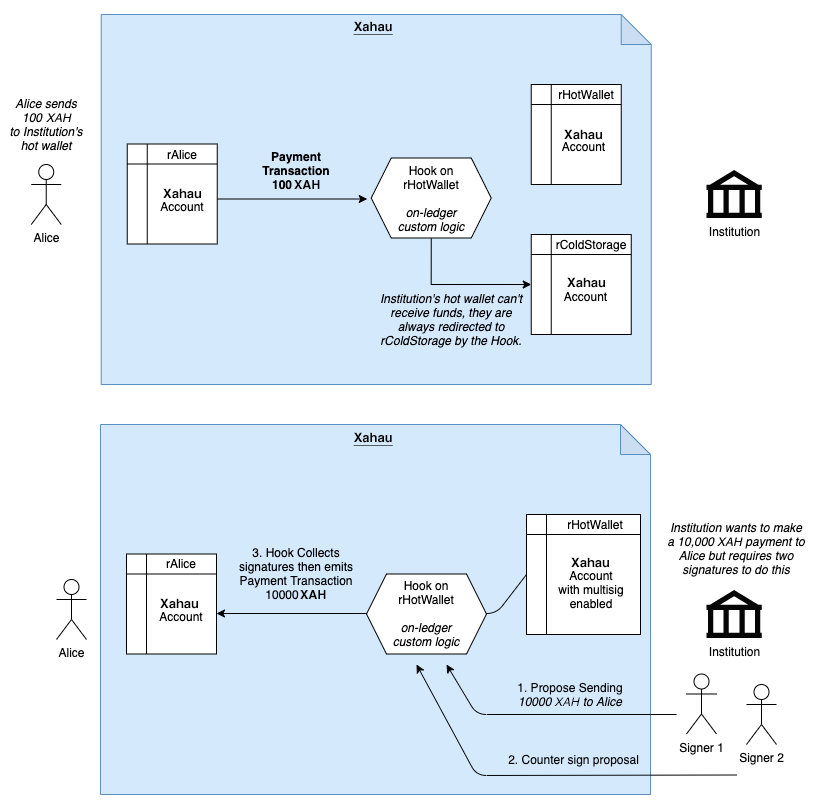 Xahau
Alice sends
100 XAH
to Institution's
hot wallet
Alice
rAlice
Xahau
Account
Payment
Transaction
100 XAH
Hook on
rHotWallet
on-ledger
custom logic
rHotWallet
Xahau
Account
rColdStorage
Xahau
Account
Institution's hot wallet can't
receive funds, they are
always redirected to
rColdStorage by the Hook.
Institution
Xahau
Alice
rAlice
Xahau
Account
3. Hook Collects
signatures then emits
Payment Transaction
10000 XAH
Hook on
rHotWallet
on-ledger
custom logic
rHotWallet
Xahau
Account
with multisig
enabled
Institution wants to make
a 10,000 XAH payment to
Alice but requires two
signatures to do this
Institution
1. Propose Sending
10000 XAH to Alice
Signer 1
2. Counter sign proposal
Signer 2